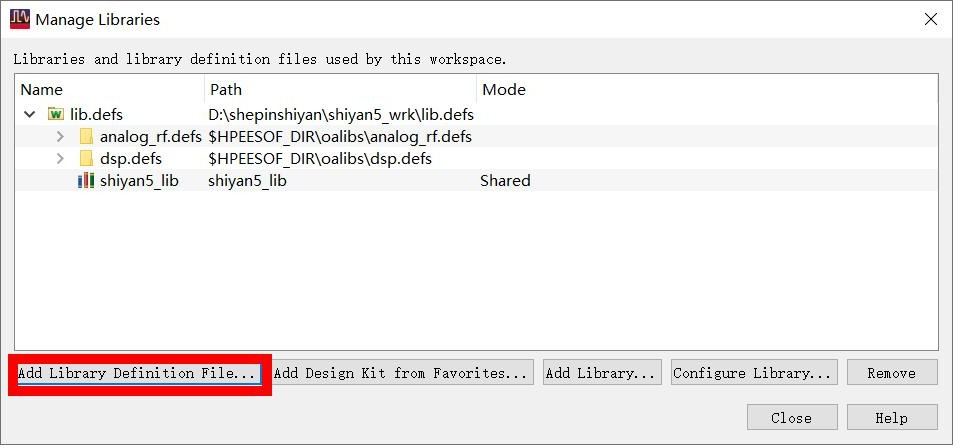 Manage Libraries
Libraries and library definition files used by this workspace.
Name Path Mode
lib.defs D:\shepinshiyan\shiyan5_wrk\lib.defs
analog_rf.defs $HPEESOF_DIR\oalibs\analog_rf.defs
dsp.defs $HPEESOF_DIR\oalibs\dsp.defs
shiyan5_lib shiyan5_lib Shared
Add Library Definition File... Add Design Kit from Favorites... Add Library... Configure Library... Remove
Close Help